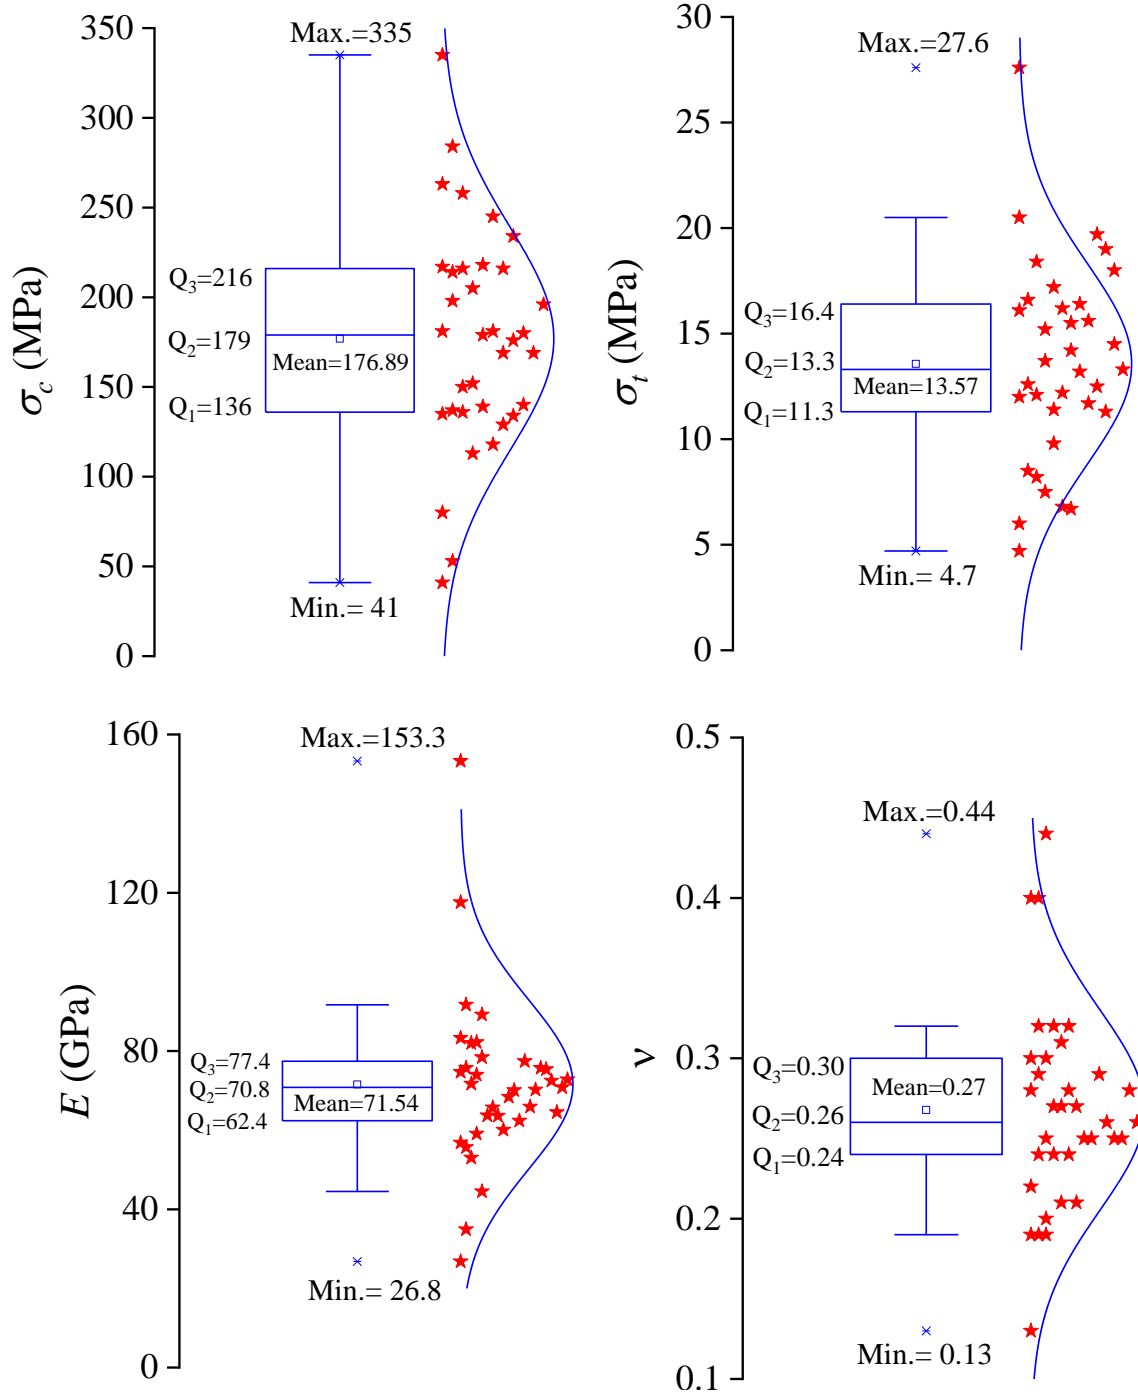 350
300
250
200
150
100
50
0
σc (MPa)
Max.=335
Q3=216
Q2=179
Mean=176.89
Q1=136
Min.= 41
30
25
20
15
10
5
0
σt (MPa)
Max.=27.6
Q3=16.4
Q2=13.3
Mean=13.57
Q1=11.3
Min.= 4.7
160
120
80
40
0
E (GPa)
Max.=153.3
Q3=77.4
Q2=70.8
Mean=71.54
Q1=62.4
Min.= 26.8
0.5
0.4
0.3
0.2
0.1
ν
Max.=0.44
Q3=0.30
Mean=0.27
Q2=0.26
Q1=0.24
Min.= 0.13